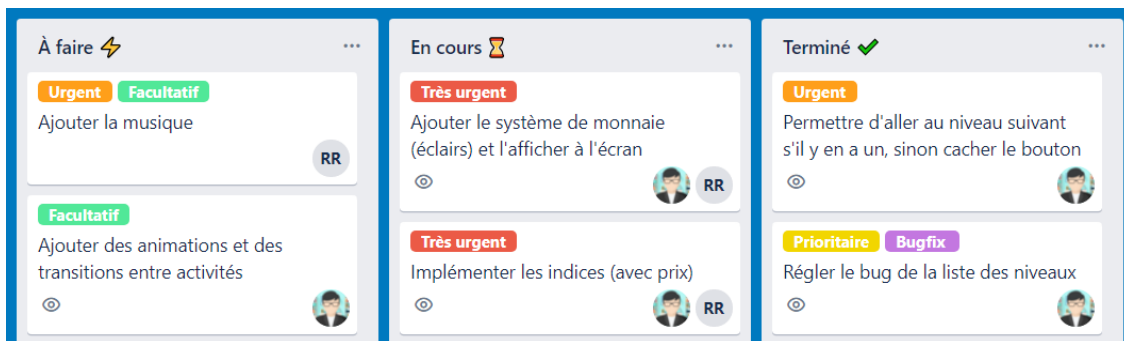 À faire ⚡
Urgent Facultatif
Ajouter la musique
RR
Facultatif
Ajouter des animations et des
transitions entre activités
En cours ⏳
Très urgent
Ajouter le système de monnaie
(éclairs) et l'afficher à l'écran
RR
Très urgent
Implémenter les indices (avec prix)
RR
Terminé ✔
Urgent
Permettre d'aller au niveau suivant
s'il y en a un, sinon cacher le bouton
Prioritaire Bugfix
Régler le bug de la liste des niveaux